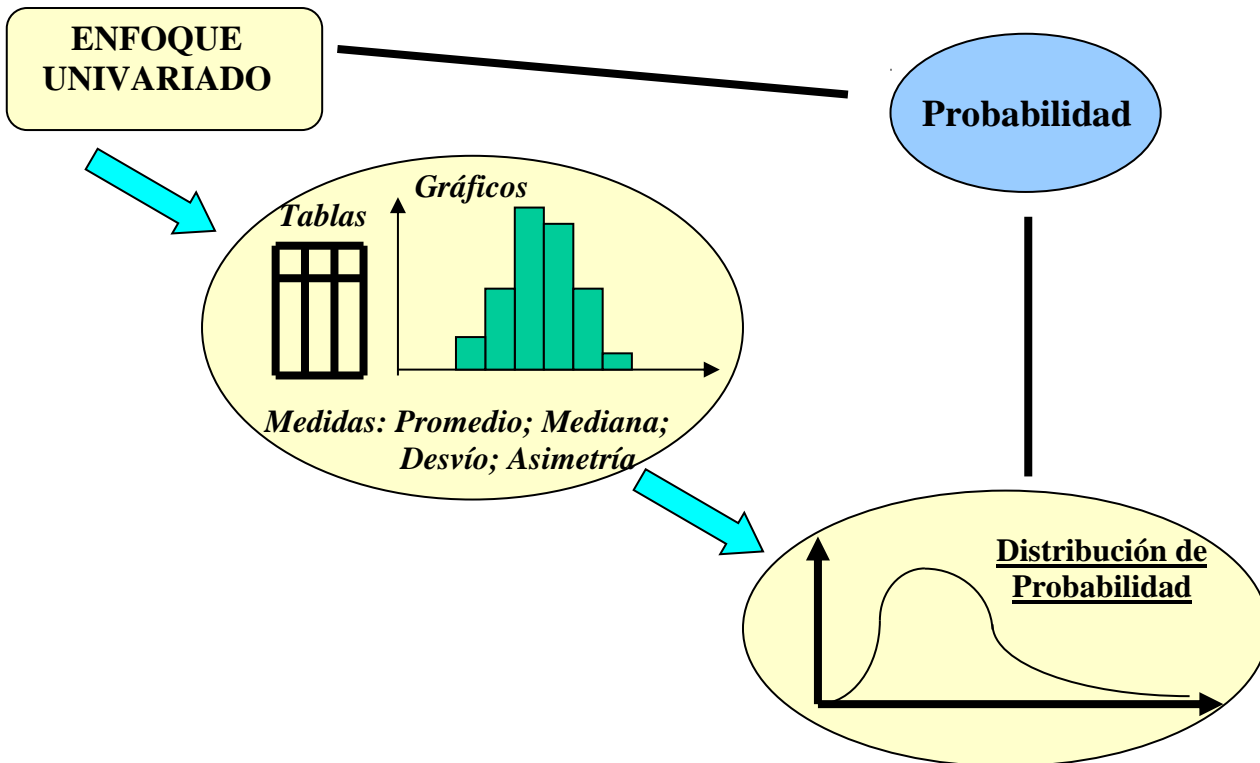 ENFOQUE
UNIVARIADO
Probabilidad
Gráficos
Tablas
Medidas: Promedio; Mediana;
Desvío; Asimetría
Distribución de
Probabilidad